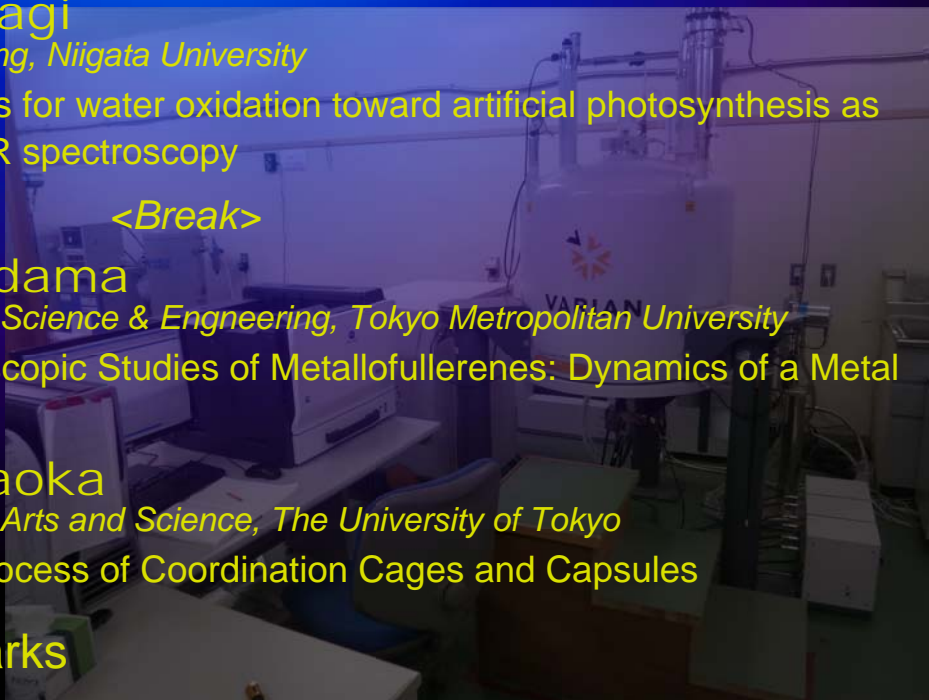 agi
ng, Niigata University
s for water oxidation toward artificial photosynthesis as
R spectroscopy
<Break>
dama
Science & Engneering, Tokyo Metropolitan University
copic Studies of Metallofullerenes: Dynamics of a Metal
VARIAN
aoka
Arts and Science, The University of Tokyo
ocess of Coordination Cages and Capsules
arks